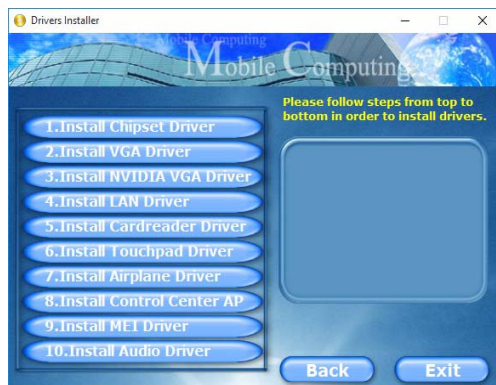 Drivers Installer
Mobile Computing
Mobile Computing
Please follow steps from top to
bottom in order to install drivers.
1.Install Chipset Driver
2.Install VGA Driver
3.Install NVIDIA VGA Driver
4.Install LAN Driver
5.Install Cardreader Driver
6.Install Touchpad Driver
7.Install Airplane Driver
8.Install Control Center AP
9.Install MEI Driver
10.Install Audio Driver
Back
Exit